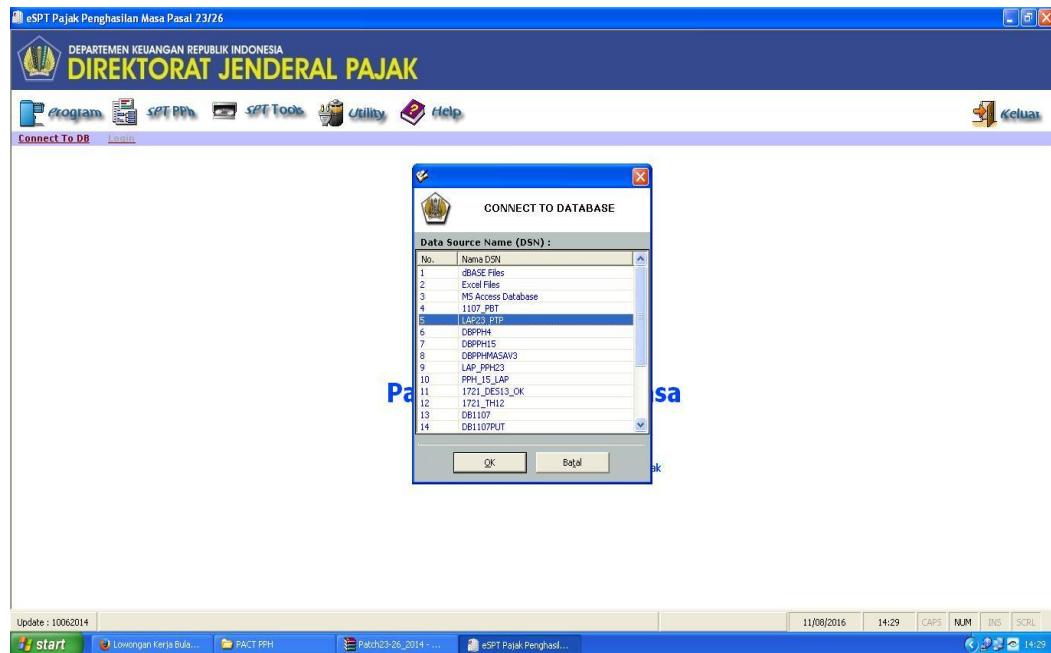 eSPT Pajak Penghasilan Masa Pasal 23/26
DEPARTEMEN KEUANGAN REPUBLIK INDONESIA
DIREKTORAT JENDERAL PAJAK
Program SPT PPh SPT Tools Utility Help Keluar
Connect To DB Login
CONNECT TO DATABASE
Data Source Name (DSN) :
No. Nama DSN
1 dBASE Files
2 Excel Files
3 MS Access Database
4 1107_PBT
5 LAP23_PTP
6 DBPPH4
7 DBPPH15
8 DBPPHMASAV3
9 LAP_PPH23
10 PPH_15_LAP
11 1721_DES13_OK
12 1721_TH12
13 DB1107
14 DB1107PUT
Pa sa
OK Batal
ak
Update : 10062014 11/08/2016 14:29 CAPS NUM INS SCRL
start Lowongan Kerja Bula... PACT PPH Patch23-26_2014 - ... eSPT Pajak Penghasil... 14:29